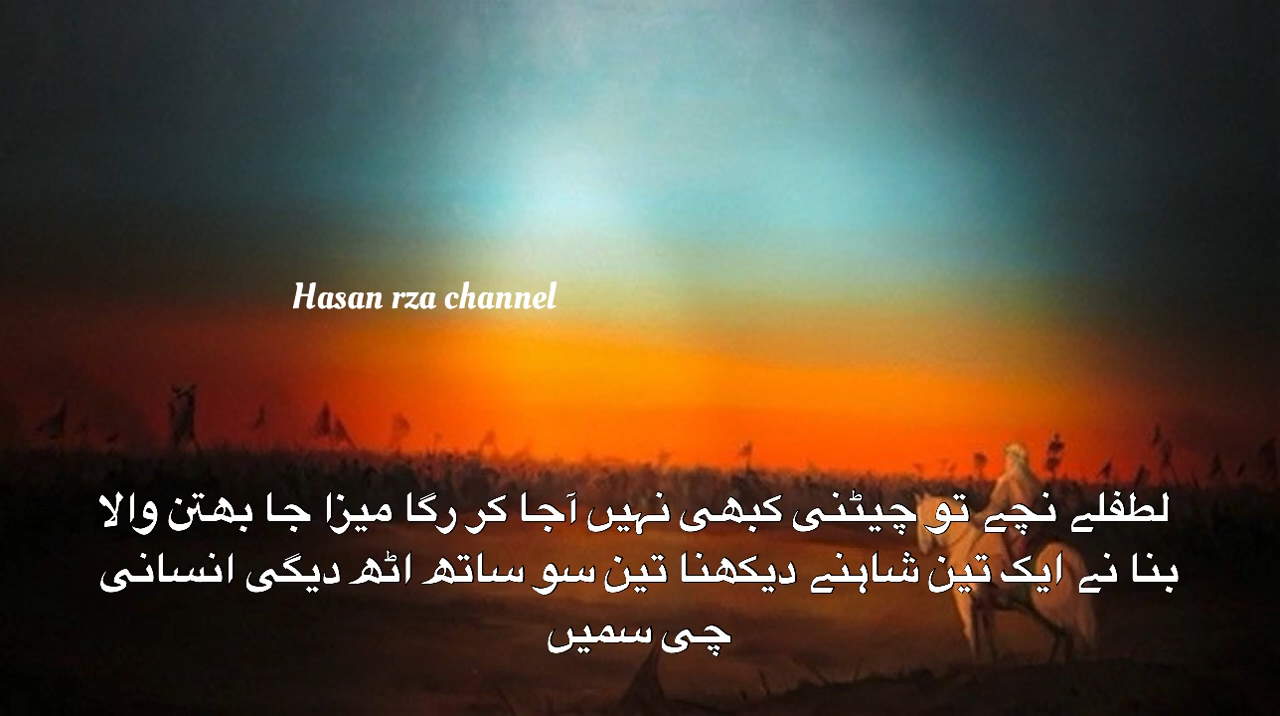 Hasan rza channel
لطفلے نچے تو چیٹنی کبھی نہیں آجا کر رگا میزا جا بھتن والا
بنا نے ایک تین شاہنے دیکھنا تین سو ساتھ اٹھ دیگی انسانی
چی سمیں